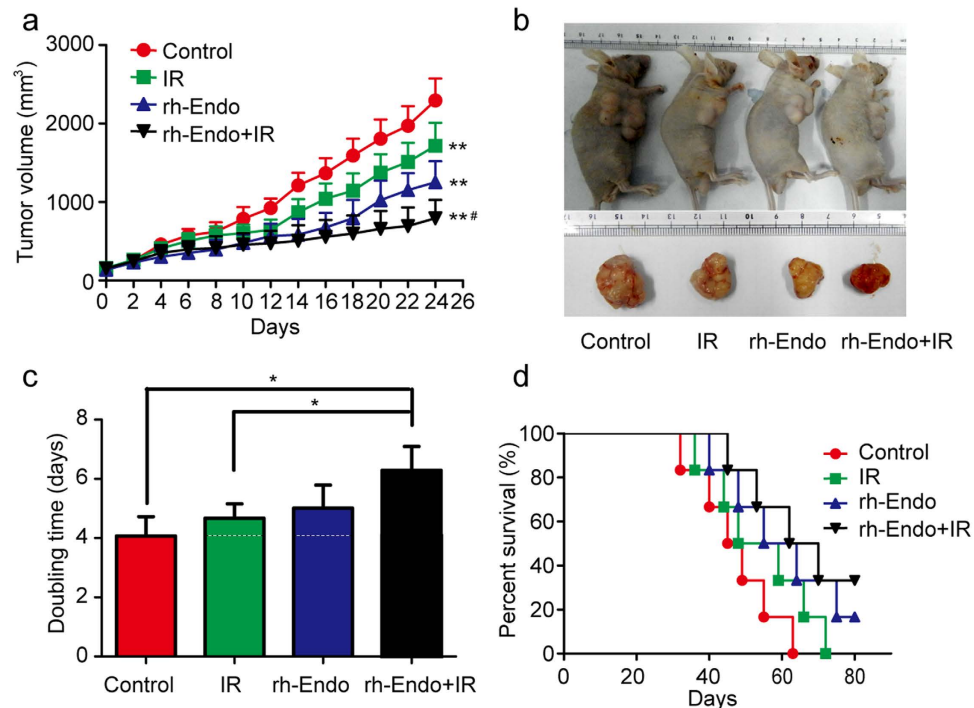 a
Tumor volume (mm³)
3000
2000
1000
0
Control
IR
rh-Endo
rh-Endo+IR
**
**
**#
0 2 4 6 8 10 12 14 16 18 20 22 24 26
Days
b
Control IR rh-Endo rh-Endo+IR
c
Doubling time (days)
8
6
4
2
0
*
*
Control IR rh-Endo rh-Endo+IR
d
Percent survival (%)
100
80
60
40
20
0
Control
IR
rh-Endo
rh-Endo+IR
0 20 40 60 80
Days